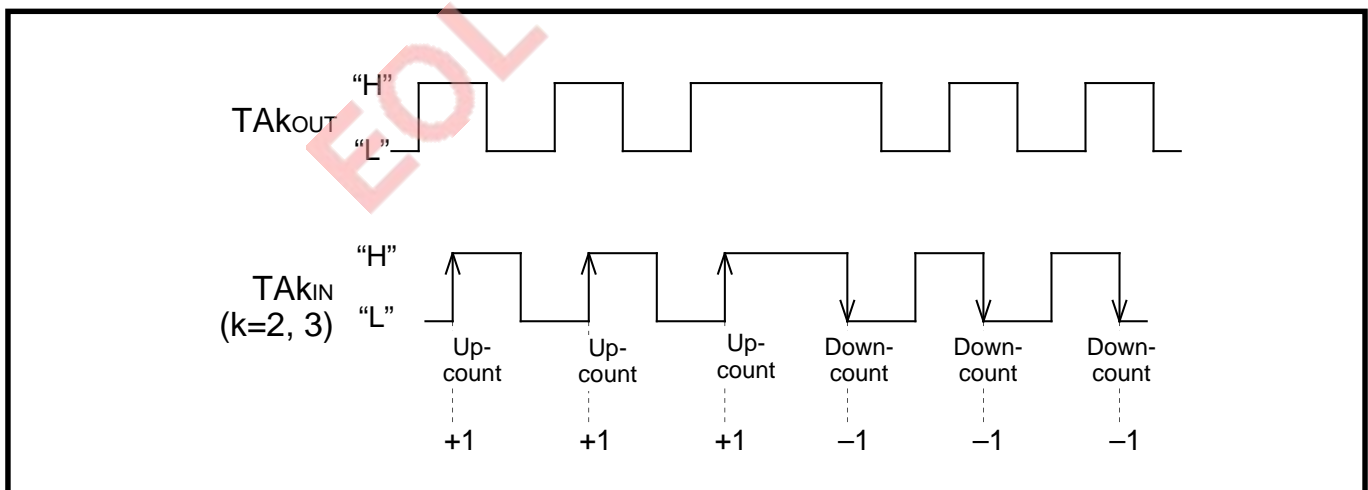 EOL
“H”
TAkOUT
“L”
“H”
TAkIN
(k=2, 3)
“L”
Up-
count
Up-
count
Up-
count
Down-
count
Down-
count
Down-
count
+1
+1
+1
–1
–1
–1